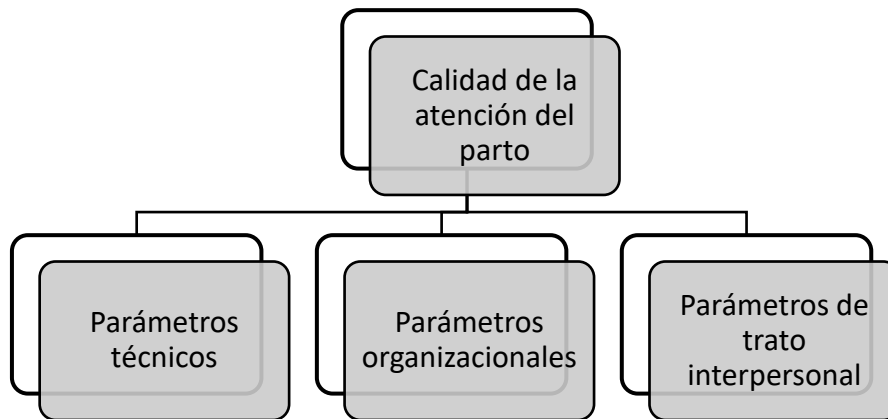 Calidad de la
atención del
parto
Parámetros
técnicos
Parámetros
organizacionales
Parámetros de
trato
interpersonal